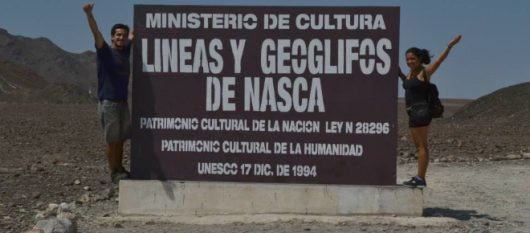 MINISTERIO DE CULTURA
LINEAS Y GEOGLIFOS
DE NASCA
PATRIMONIO CULTURAL DE LA NACION LEY N 28296
PATRIMONIO CULTURAL DE LA HUMANIDAD
UNESCO 17 DIC. DE 1994